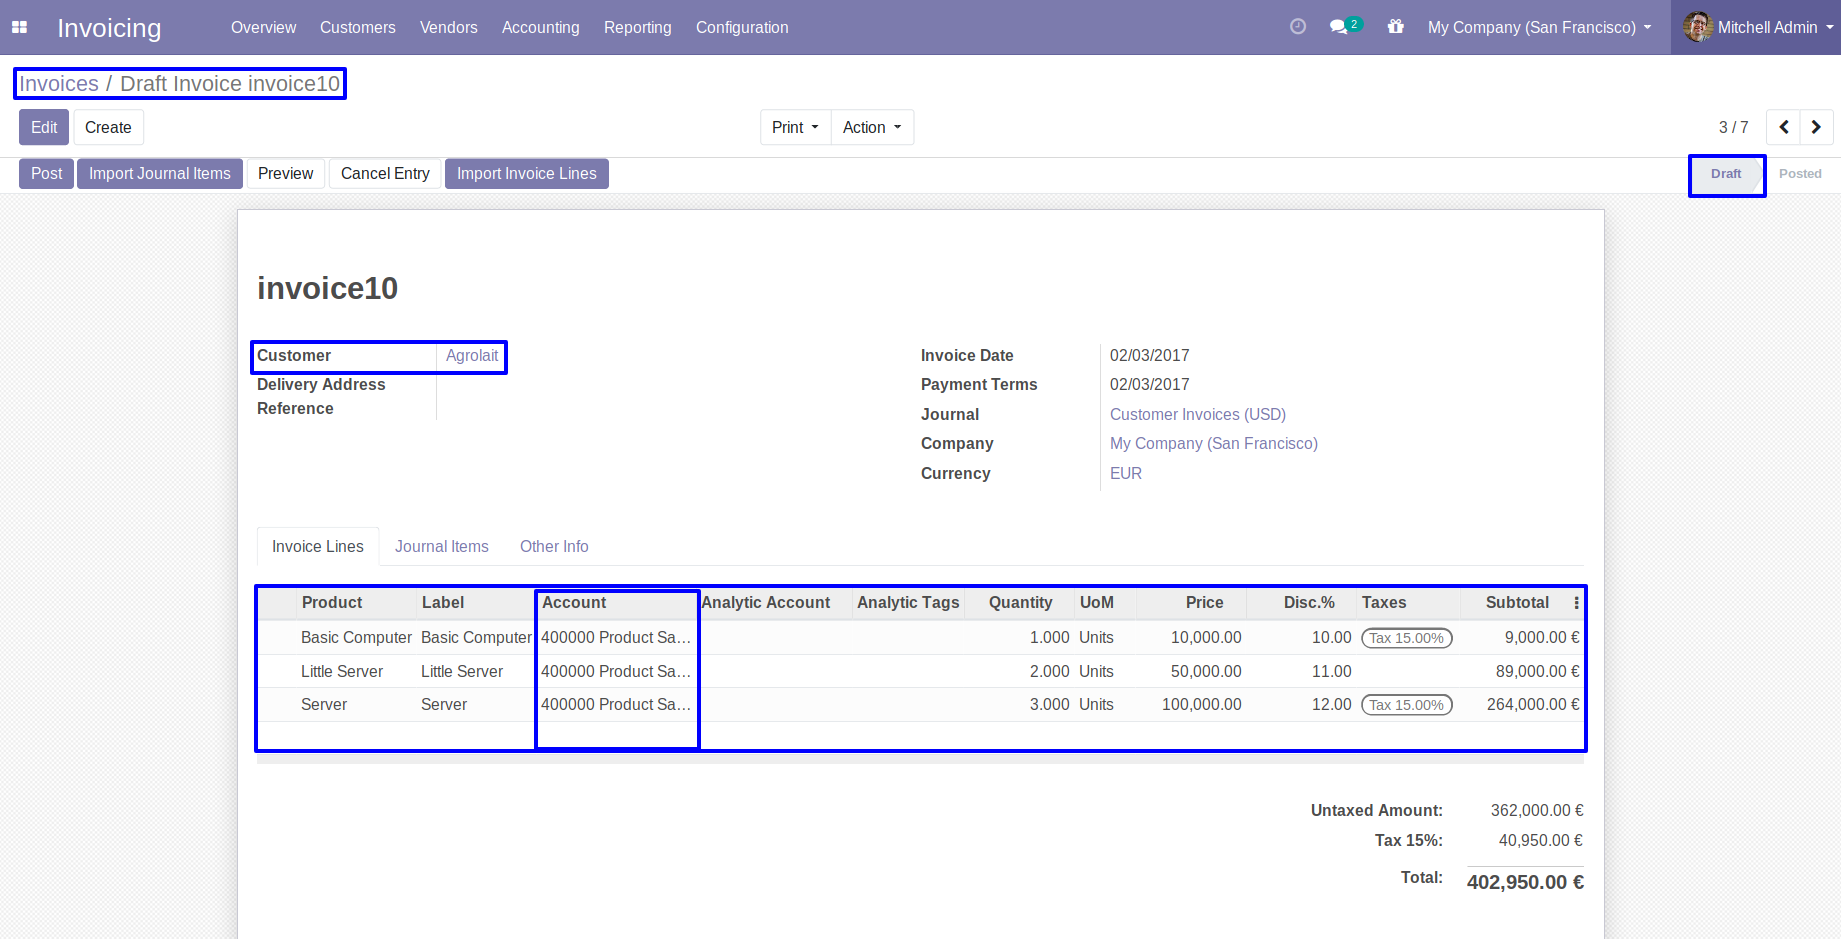 Invoicing Overview Customers Vendors Accounting Reporting Configuration 2 My Company (San Francisco) Mitchell Admin
Invoices / Draft Invoice invoice10
Edit Create Print Action 3 / 7
Post Import Journal Items Preview Cancel Entry Import Invoice Lines Draft Posted
invoice10
Customer Agrolait
Delivery Address
Reference
Invoice Date 02/03/2017
Payment Terms 02/03/2017
Journal Customer Invoices (USD)
Company My Company (San Francisco)
Currency EUR
Invoice Lines Journal Items Other Info
Product Label Account Analytic Account Analytic Tags Quantity UoM Price Disc.% Taxes Subtotal
Basic Computer Basic Computer 400000 Product Sa... 1.000 Units 10,000.00 10.00 Tax 15.00% 9,000.00 €
Little Server Little Server 400000 Product Sa... 2.000 Units 50,000.00 11.00 89,000.00 €
Server Server 400000 Product Sa... 3.000 Units 100,000.00 12.00 Tax 15.00% 264,000.00 €
Untaxed Amount: 362,000.00 €
Tax 15%: 40,950.00 €
Total: 402,950.00 €